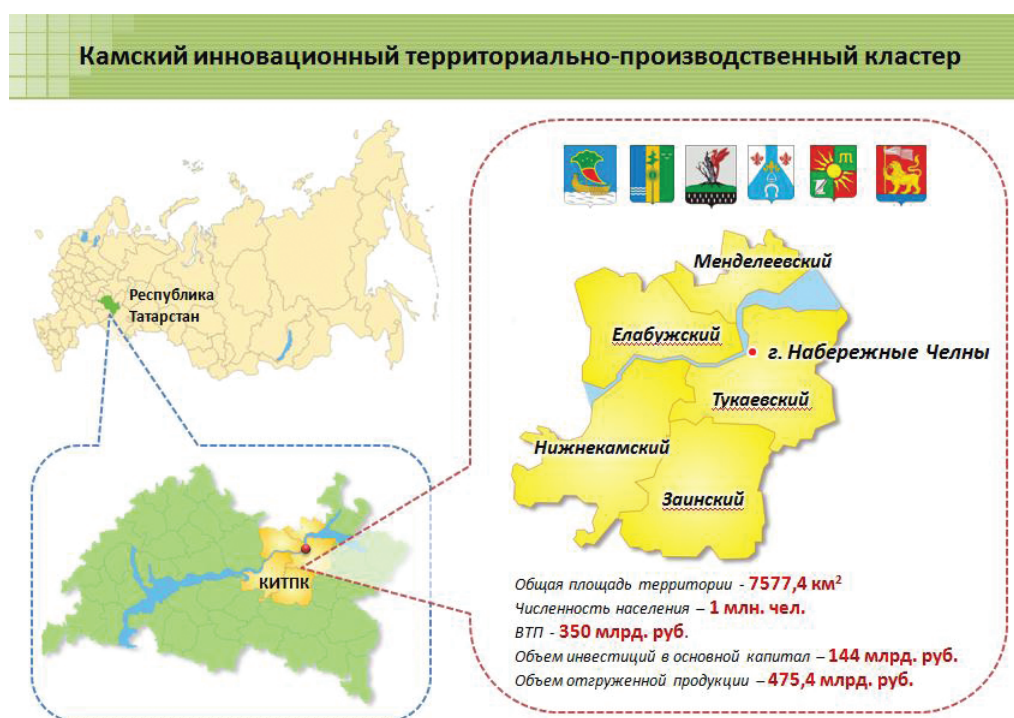 Камский инновационный территориально-производственный кластер
Республика
Татарстан
КИТПК
Менделеевский
Елабужский
г. Набережные Челны
Тукаевский
Нижнекамский
Заинский
Общая площадь территории - 7577,4 км²
Численность населения – 1 млн. чел.
ВТП - 350 млрд. руб.
Объем инвестиций в основной капитал – 144 млрд. руб.
Объем отгруженной продукции – 475,4 млрд. руб.